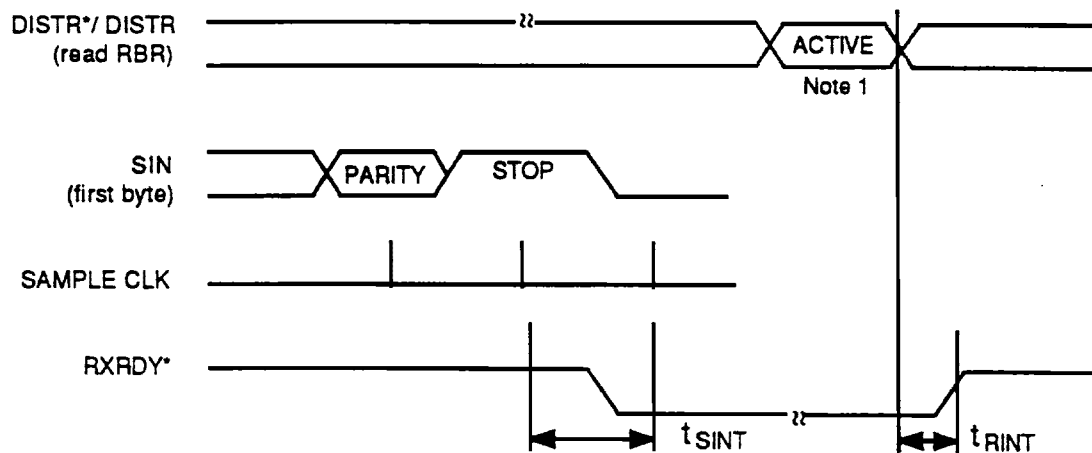 DISTR*/ DISTR
(read RBR)
ACTIVE
Note 1
SIN
(first byte)
PARITY
STOP
SAMPLE CLK
RXRDY*
tSINT
tRINT